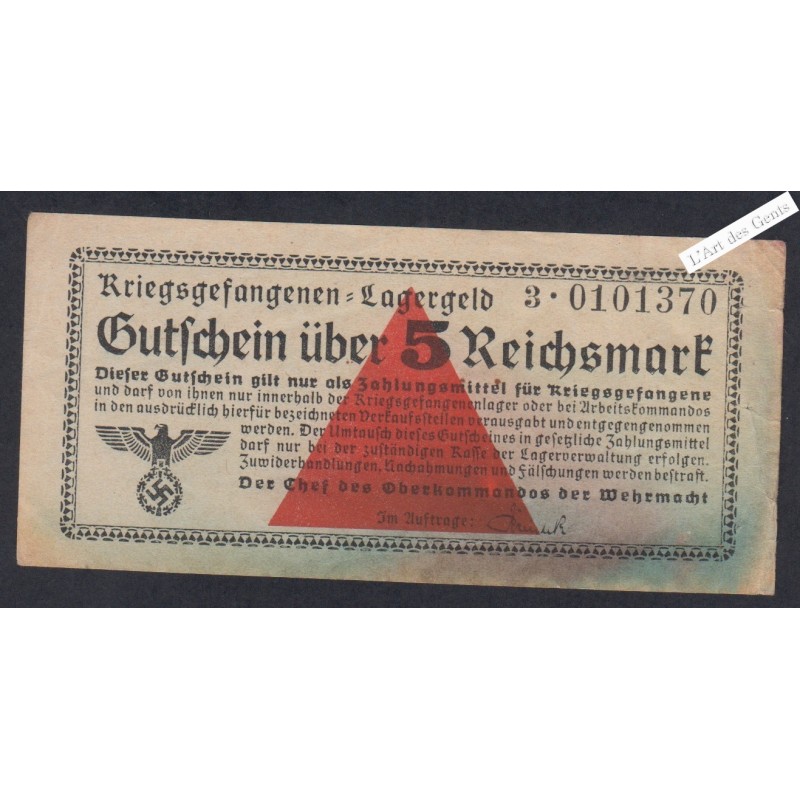 L'Art des Gents
Kriegsgefangenen=Lagergeld 3·0101370
Gutschein über 5 Reichsmark
Dieser Gutschein gilt nur als Zahlungsmittel für Kriegsgefangene
und darf von ihnen nur innerhalb der Kriegsgefangenenlager oder bei Arbeitskommandos
in den ausdrücklich hierfür bezeichneten Verkaufsstellen verausgabt und entgegengenommen
werden. Der Umtausch dieses Gutscheines in gesetzliche Zahlungsmittel
darf nur bei der zuständigen Kasse der Lagerverwaltung erfolgen.
Zuwiderhandlungen, Nachahmungen und Fälschungen werden bestraft.
Der Chef des Oberkommandos der Wehrmacht
Im Auftrage: